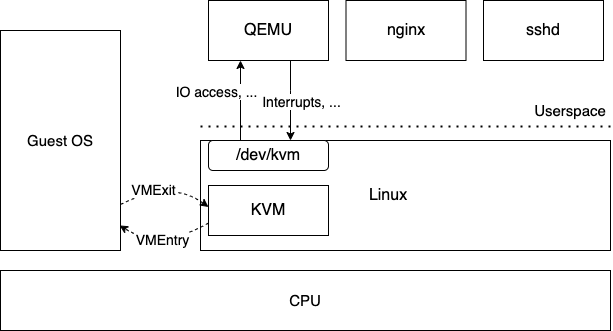 QEMU
nginx
sshd
IO access, ...
Interrupts, ...
Userspace
Guest OS
/dev/kvm
VMExit
Linux
KVM
VMEntry
CPU